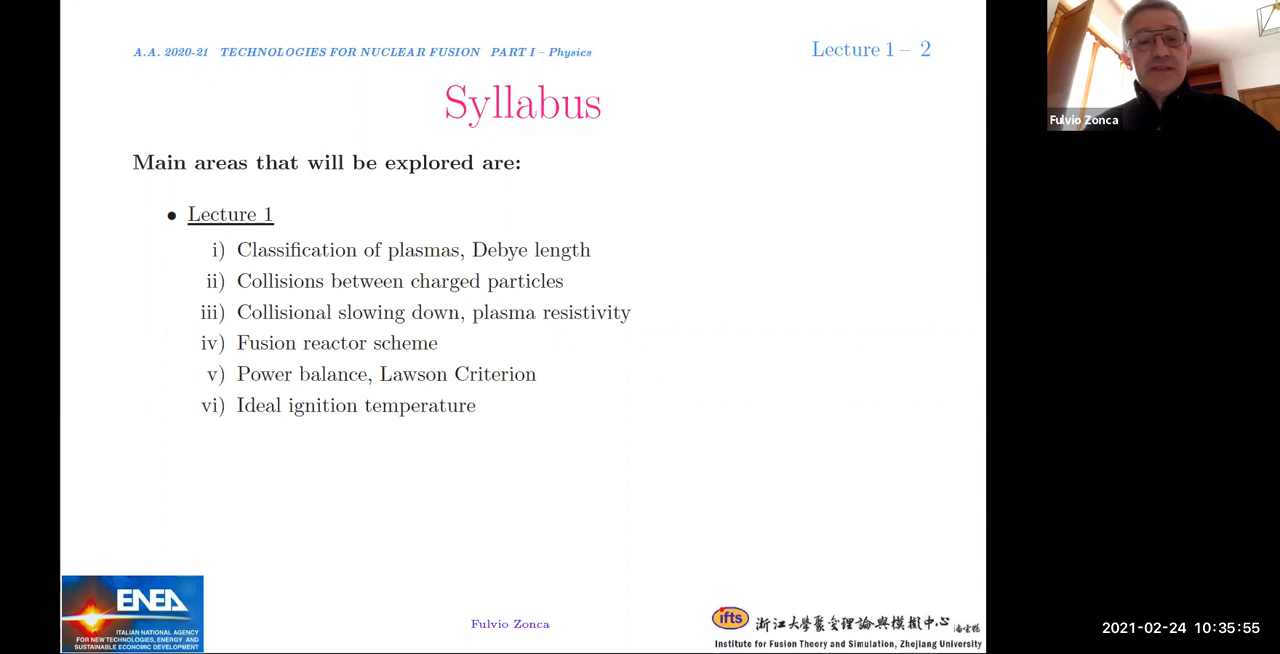 A.A. 2020-21 TECHNOLOGIES FOR NUCLEAR FUSION PART I – Physics
Lecture 1 – 2
Syllabus
Main areas that will be explored are:
• Lecture 1
i) Classification of plasmas, Debye length
ii) Collisions between charged particles
iii) Collisional slowing down, plasma resistivity
iv) Fusion reactor scheme
v) Power balance, Lawson Criterion
vi) Ideal ignition temperature
ENEA
ITALIAN NATIONAL AGENCY
FOR NEW TECHNOLOGIES, ENERGY AND
SUSTAINABLE ECONOMIC DEVELOPMENT
Fulvio Zonca
ifts
浙江大學聚變理論與模擬中心
Institute for Fusion Theory and Simulation, Zhejiang University
Fulvio Zonca
2021-02-24 10:35:55